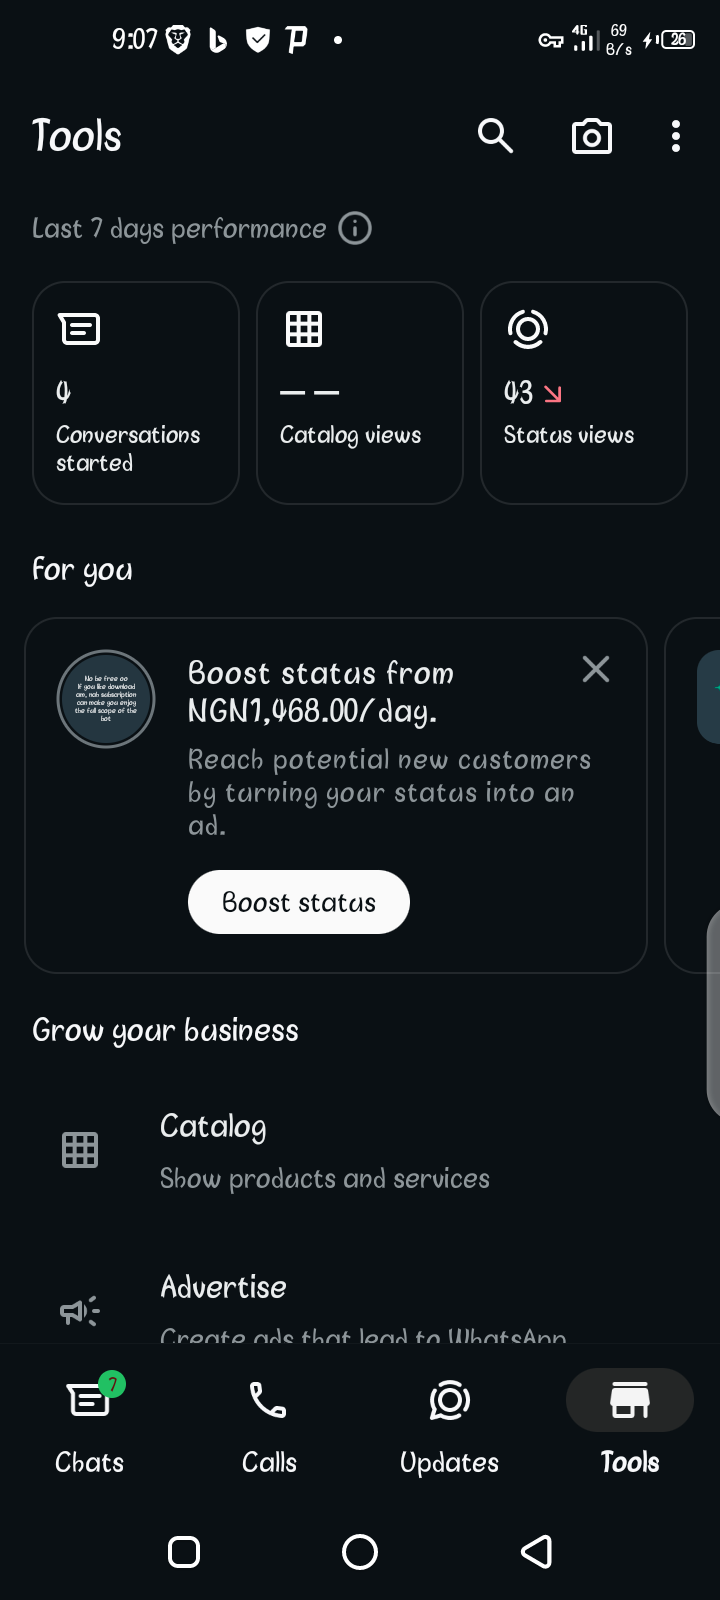 9:07
4G
69
B/s
26
Tools
Last 7 days performance
4
Conversations
started
— —
Catalog views
43
Status views
For you
No be free oo
If you like download
am, nah subscription
can make you enjoy
the full scope of the
bot
Boost status from
NGN1,468.00/day.
Reach potential new customers
by turning your status into an
ad.
Boost status
Grow your business
Catalog
Show products and services
Advertise
Create ads that lead to WhatsApp
7
Chats
Calls
Updates
Tools